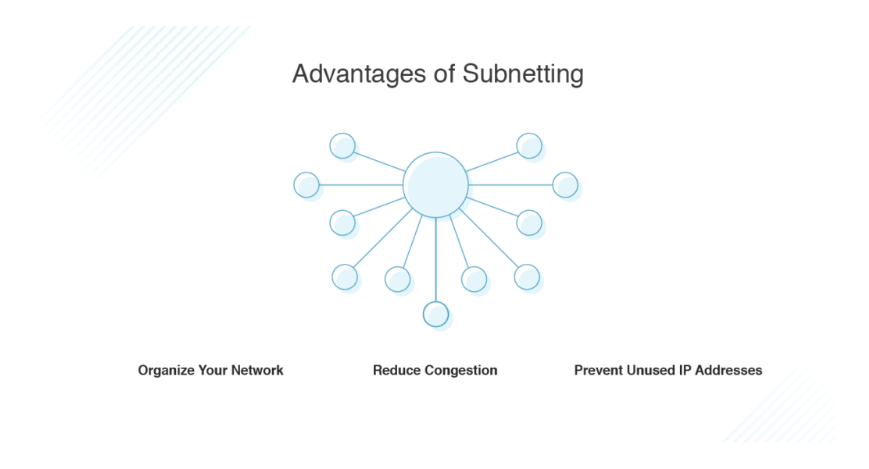 Advantages of Subnetting
Organize Your Network
Reduce Congestion
Prevent Unused IP Addresses